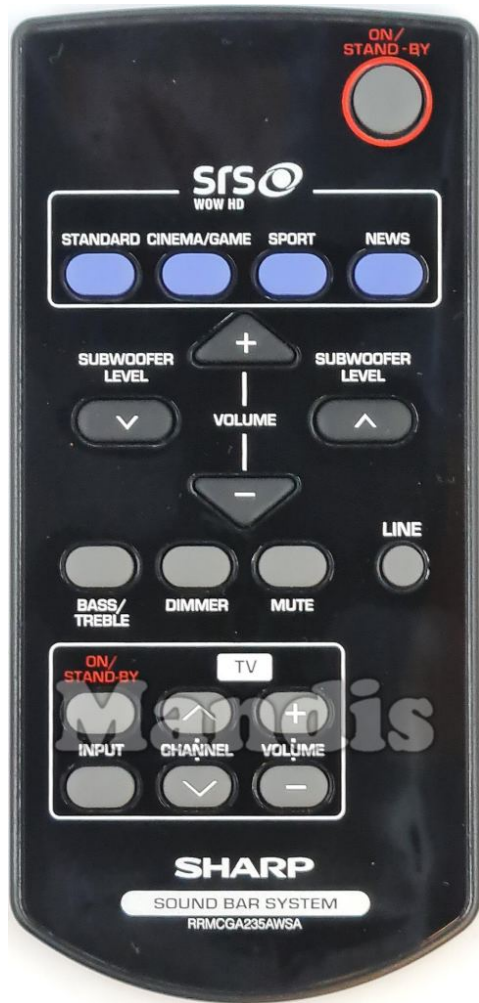 ON/
STAND-BY
SrS
WOW HD
STANDARD CINEMA/GAME SPORT NEWS
+
SUBWOOFER
LEVEL
SUBWOOFER
LEVEL
VOLUME
−
LINE
BASS/
TREBLE
DIMMER
MUTE
ON/
STAND-BY
TV
Mandis
+
INPUT CHANNEL VOLUME
−
SHARP
SOUND BAR SYSTEM
RRMCGA235AWSA